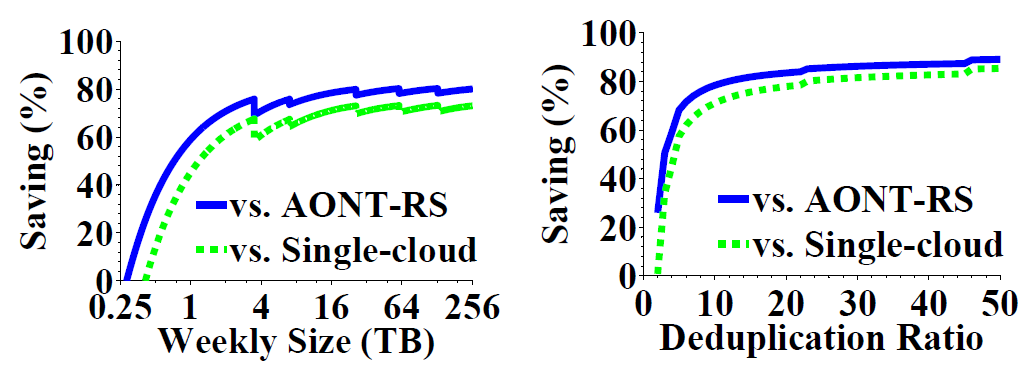 Saving (%)
100
80
60
40
20
0
vs. AONT-RS
vs. Single-cloud
0.25 1 4 16 64 256
Weekly Size (TB)
Saving (%)
100
80
60
40
20
0
vs. AONT-RS
vs. Single-cloud
0 10 20 30 40 50
Deduplication Ratio